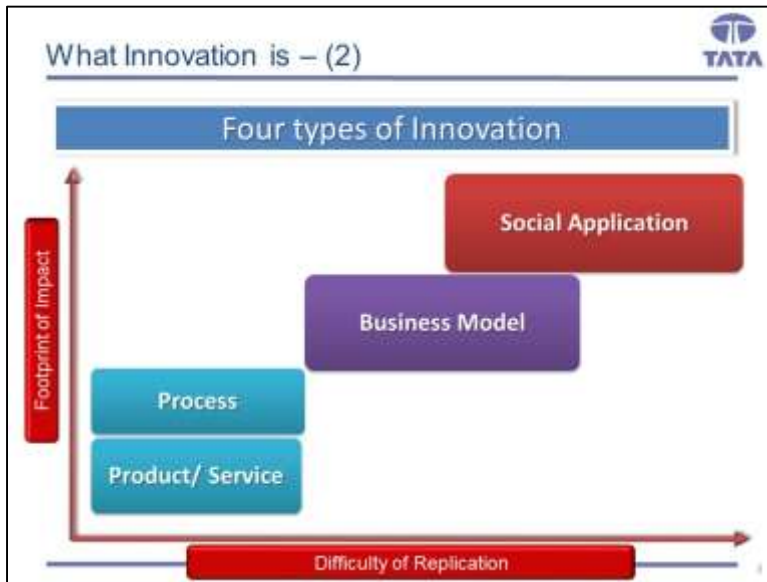 What Innovation is – (2)
TATA
Four types of Innovation
Social Application
Business Model
Process
Product/ Service
Footprint of Impact
Difficulty of Replication